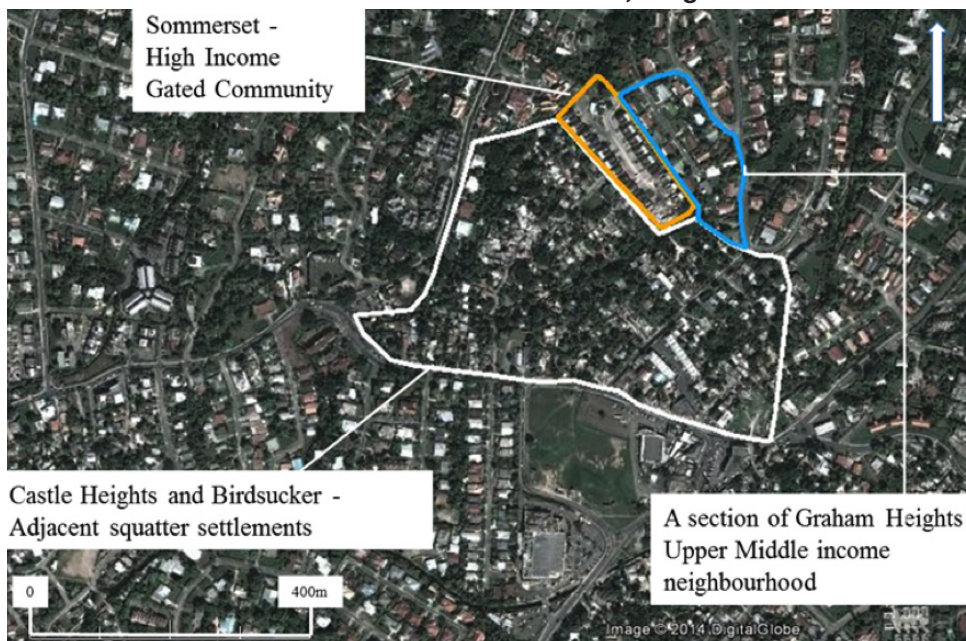 Sommerset -
High Income
Gated Community
Castle Heights and Birdsucker -
Adjacent squatter settlements
A section of Graham Heights
Upper Middle income
neighbourhood
0
400m
Image © 2014 DigitalGlobe